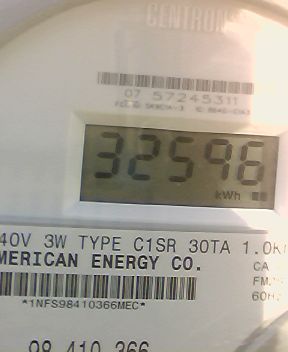 CENTRON
07 57245311
32596
kWh
40V 3W TYPE C1SR 30TA 1.0K
MERICAN ENERGY CO.
CA
FM
*1NFS98410366MEC*
60H
98 410 366